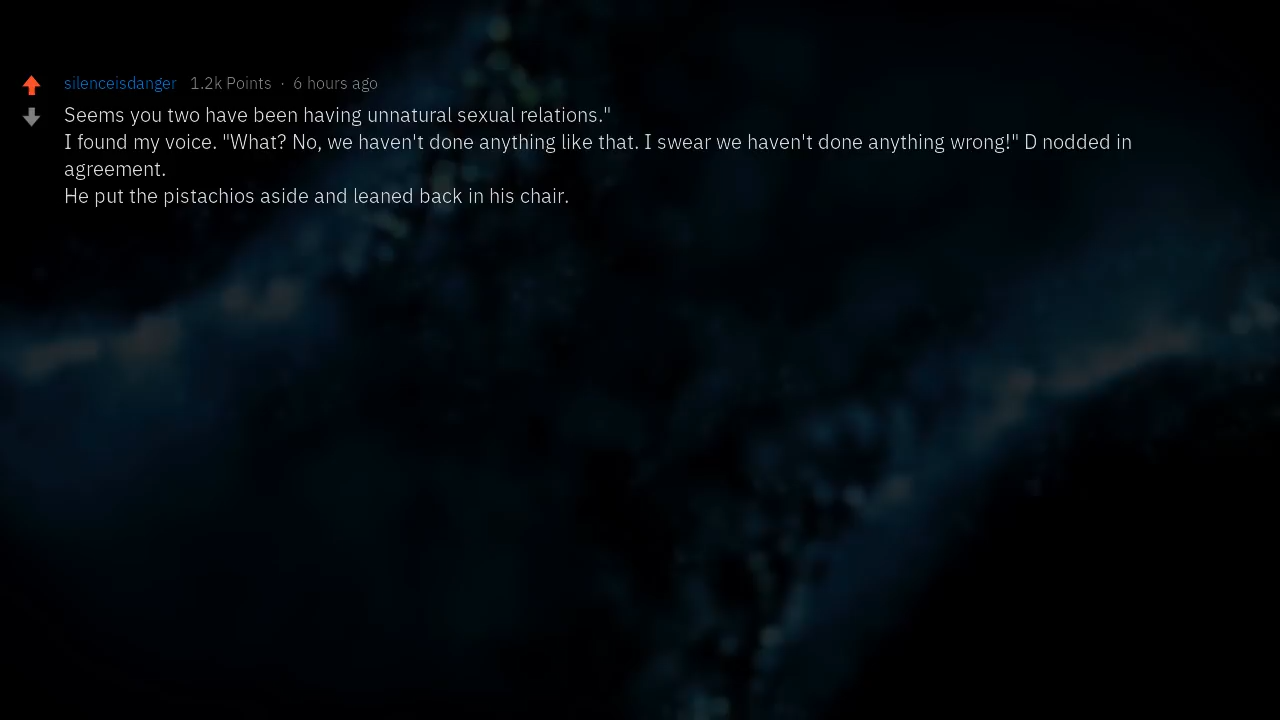 silenceisdanger 1.2k Points · 6 hours ago
Seems you two have been having unnatural sexual relations."
I found my voice. "What? No, we haven't done anything like that. I swear we haven't done anything wrong!" D nodded in
agreement.
He put the pistachios aside and leaned back in his chair.